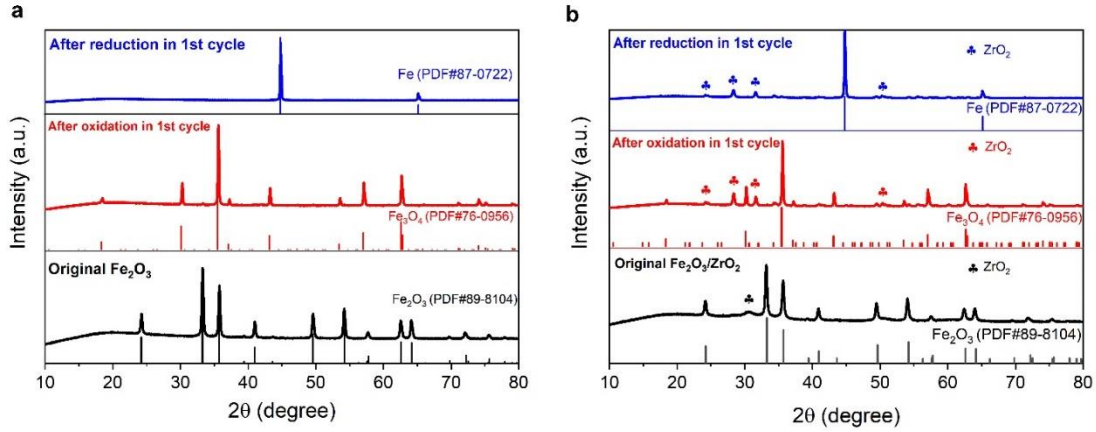 a
After reduction in 1st cycle
Fe (PDF#87-0722)
After oxidation in 1st cycle
Fe₃O₄ (PDF#76-0956)
Original Fe₂O₃
Fe₂O₃ (PDF#89-8104)
Intensity (a.u.)
10 20 30 40 50 60 70 80
2θ (degree)
b
After reduction in 1st cycle
♣ ZrO₂
♣ ♣ ♣ ♣
Fe (PDF#87-0722)
After oxidation in 1st cycle
♣ ZrO₂
♣ ♣ ♣ ♣
Fe₃O₄ (PDF#76-0956)
Original Fe₂O₃/ZrO₂
♣ ZrO₂
♣
Fe₂O₃ (PDF#89-8104)
Intensity (a.u.)
10 20 30 40 50 60 70 80
2θ (degree)